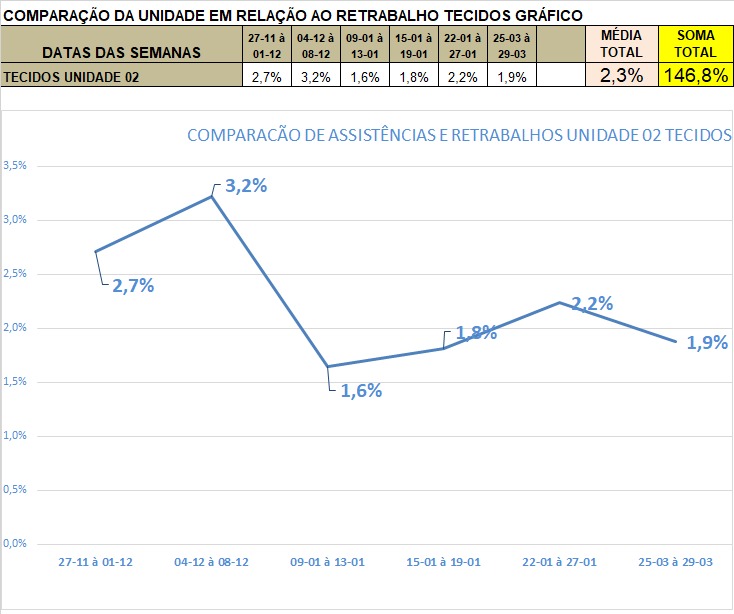 COMPARAÇÃO DA UNIDADE EM RELAÇÃO AO RETRABALHO TECIDOS GRÁFICO
DATAS DAS SEMANAS 27-11 à 01-12 04-12 à 08-12 09-01 à 13-01 15-01 à 19-01 22-01 à 27-01 25-03 à 29-03 MÉDIA TOTAL SOMA TOTAL
TECIDOS UNIDADE 02 2,7% 3,2% 1,6% 1,8% 2,2% 1,9% 2,3% 146,8%
COMPARACÃO DE ASSISTÊNCIAS E RETRABALHOS UNIDADE 02 TECIDOS
3,5%
3,2%
3,0%
2,7%
2,5%
2,2%
2,0%
1,8%
1,9%
1,5%
1,6%
1,0%
0,5%
0,0%
27-11 à 01-12 04-12 à 08-12 09-01 à 13-01 15-01 à 19-01 22-01 à 27-01 25-03 à 29-03